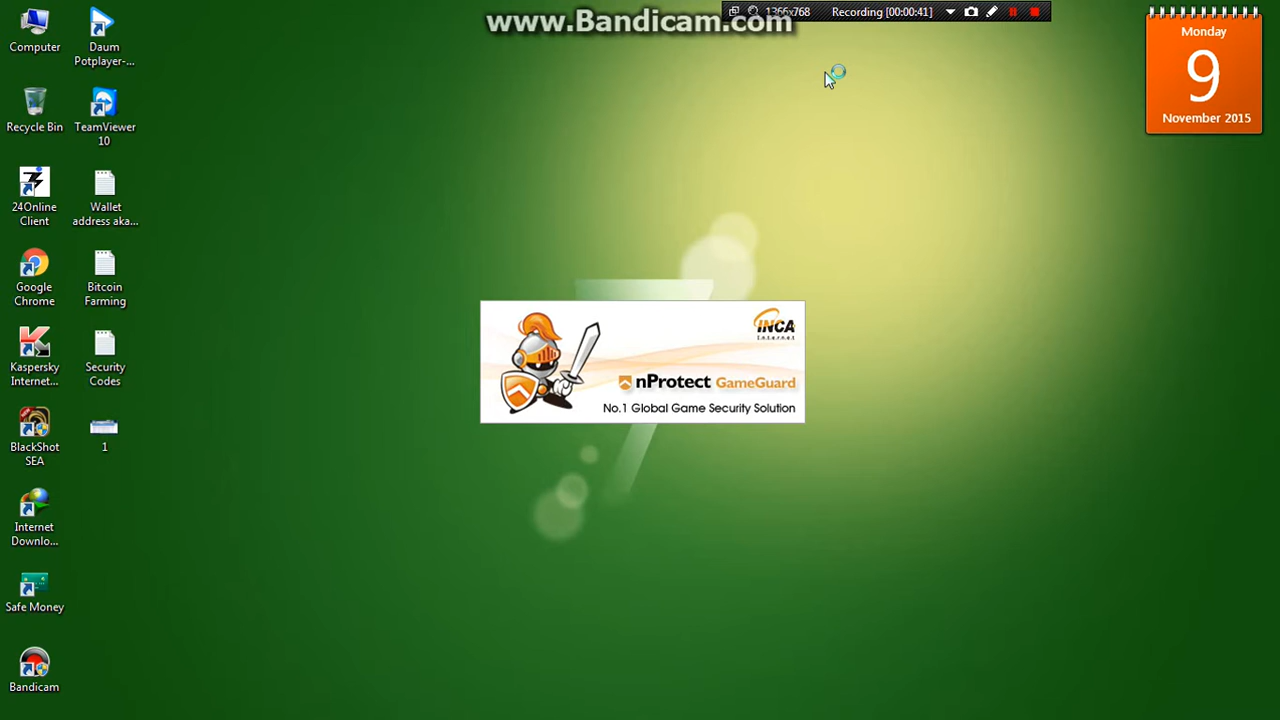 www.Bandicam.com
1366x768
Recording [00:00:41]
Computer
Daum
Potplayer-...
Recycle Bin
TeamViewer
10
24Online
Client
Wallet
address aka...
Google
Chrome
Bitcoin
Farming
Kaspersky
Internet...
Security
Codes
BlackShot
SEA
1
Internet
Downlo...
Safe Money
Bandicam
Monday
9
November 2015
INCA
Internet
nProtect GameGuard
No.1 Global Game Security Solution